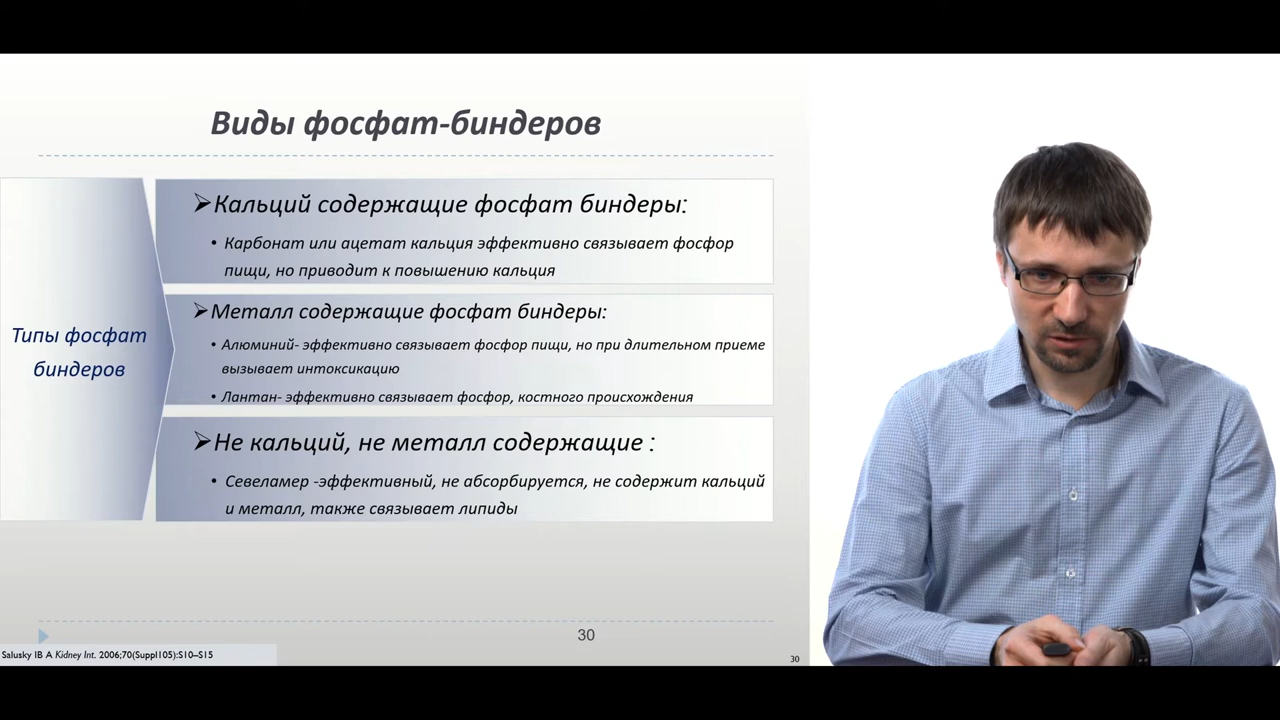 Виды фосфат-биндеров
Типы фосфат
биндеров
➢Кальций содержащие фосфат биндеры:
• Карбонат или ацетат кальция эффективно связывает фосфор
пищи, но приводит к повышению кальция
➢Металл содержащие фосфат биндеры:
• Алюминий- эффективно связывает фосфор пищи, но при длительном приеме
вызывает интоксикацию
• Лантан- эффективно связывает фосфор, костного происхождения
➢Не кальций, не металл содержащие :
• Севеламер -эффективный, не абсорбируется, не содержит кальций
и металл, также связывает липиды
30
Salusky IB A Kidney Int. 2006;70(Suppl105):S10–S15
30